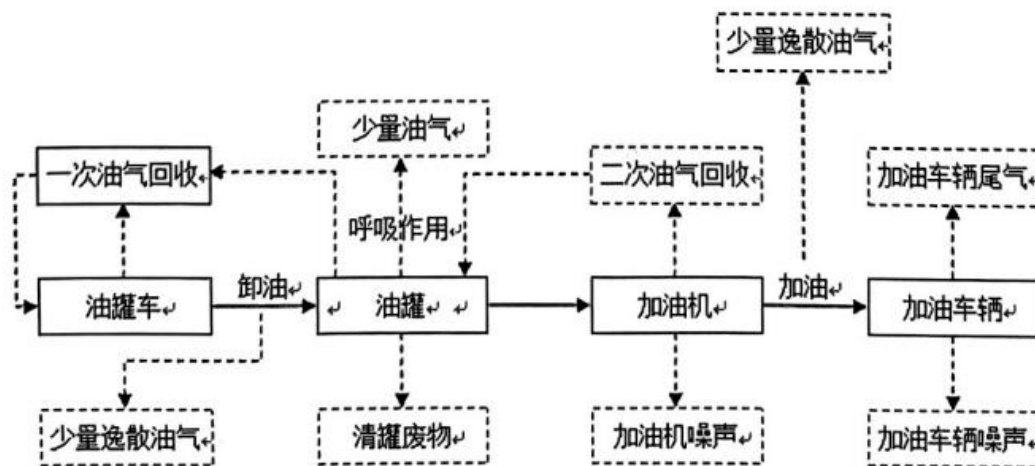 少量逸散油气
少量油气
一次油气回收
二次油气回收
加油车辆尾气
呼吸作用
油罐车
卸油
油罐
加油机
加油
加油车辆
少量逸散油气
清罐废物
加油机噪声
加油车辆噪声